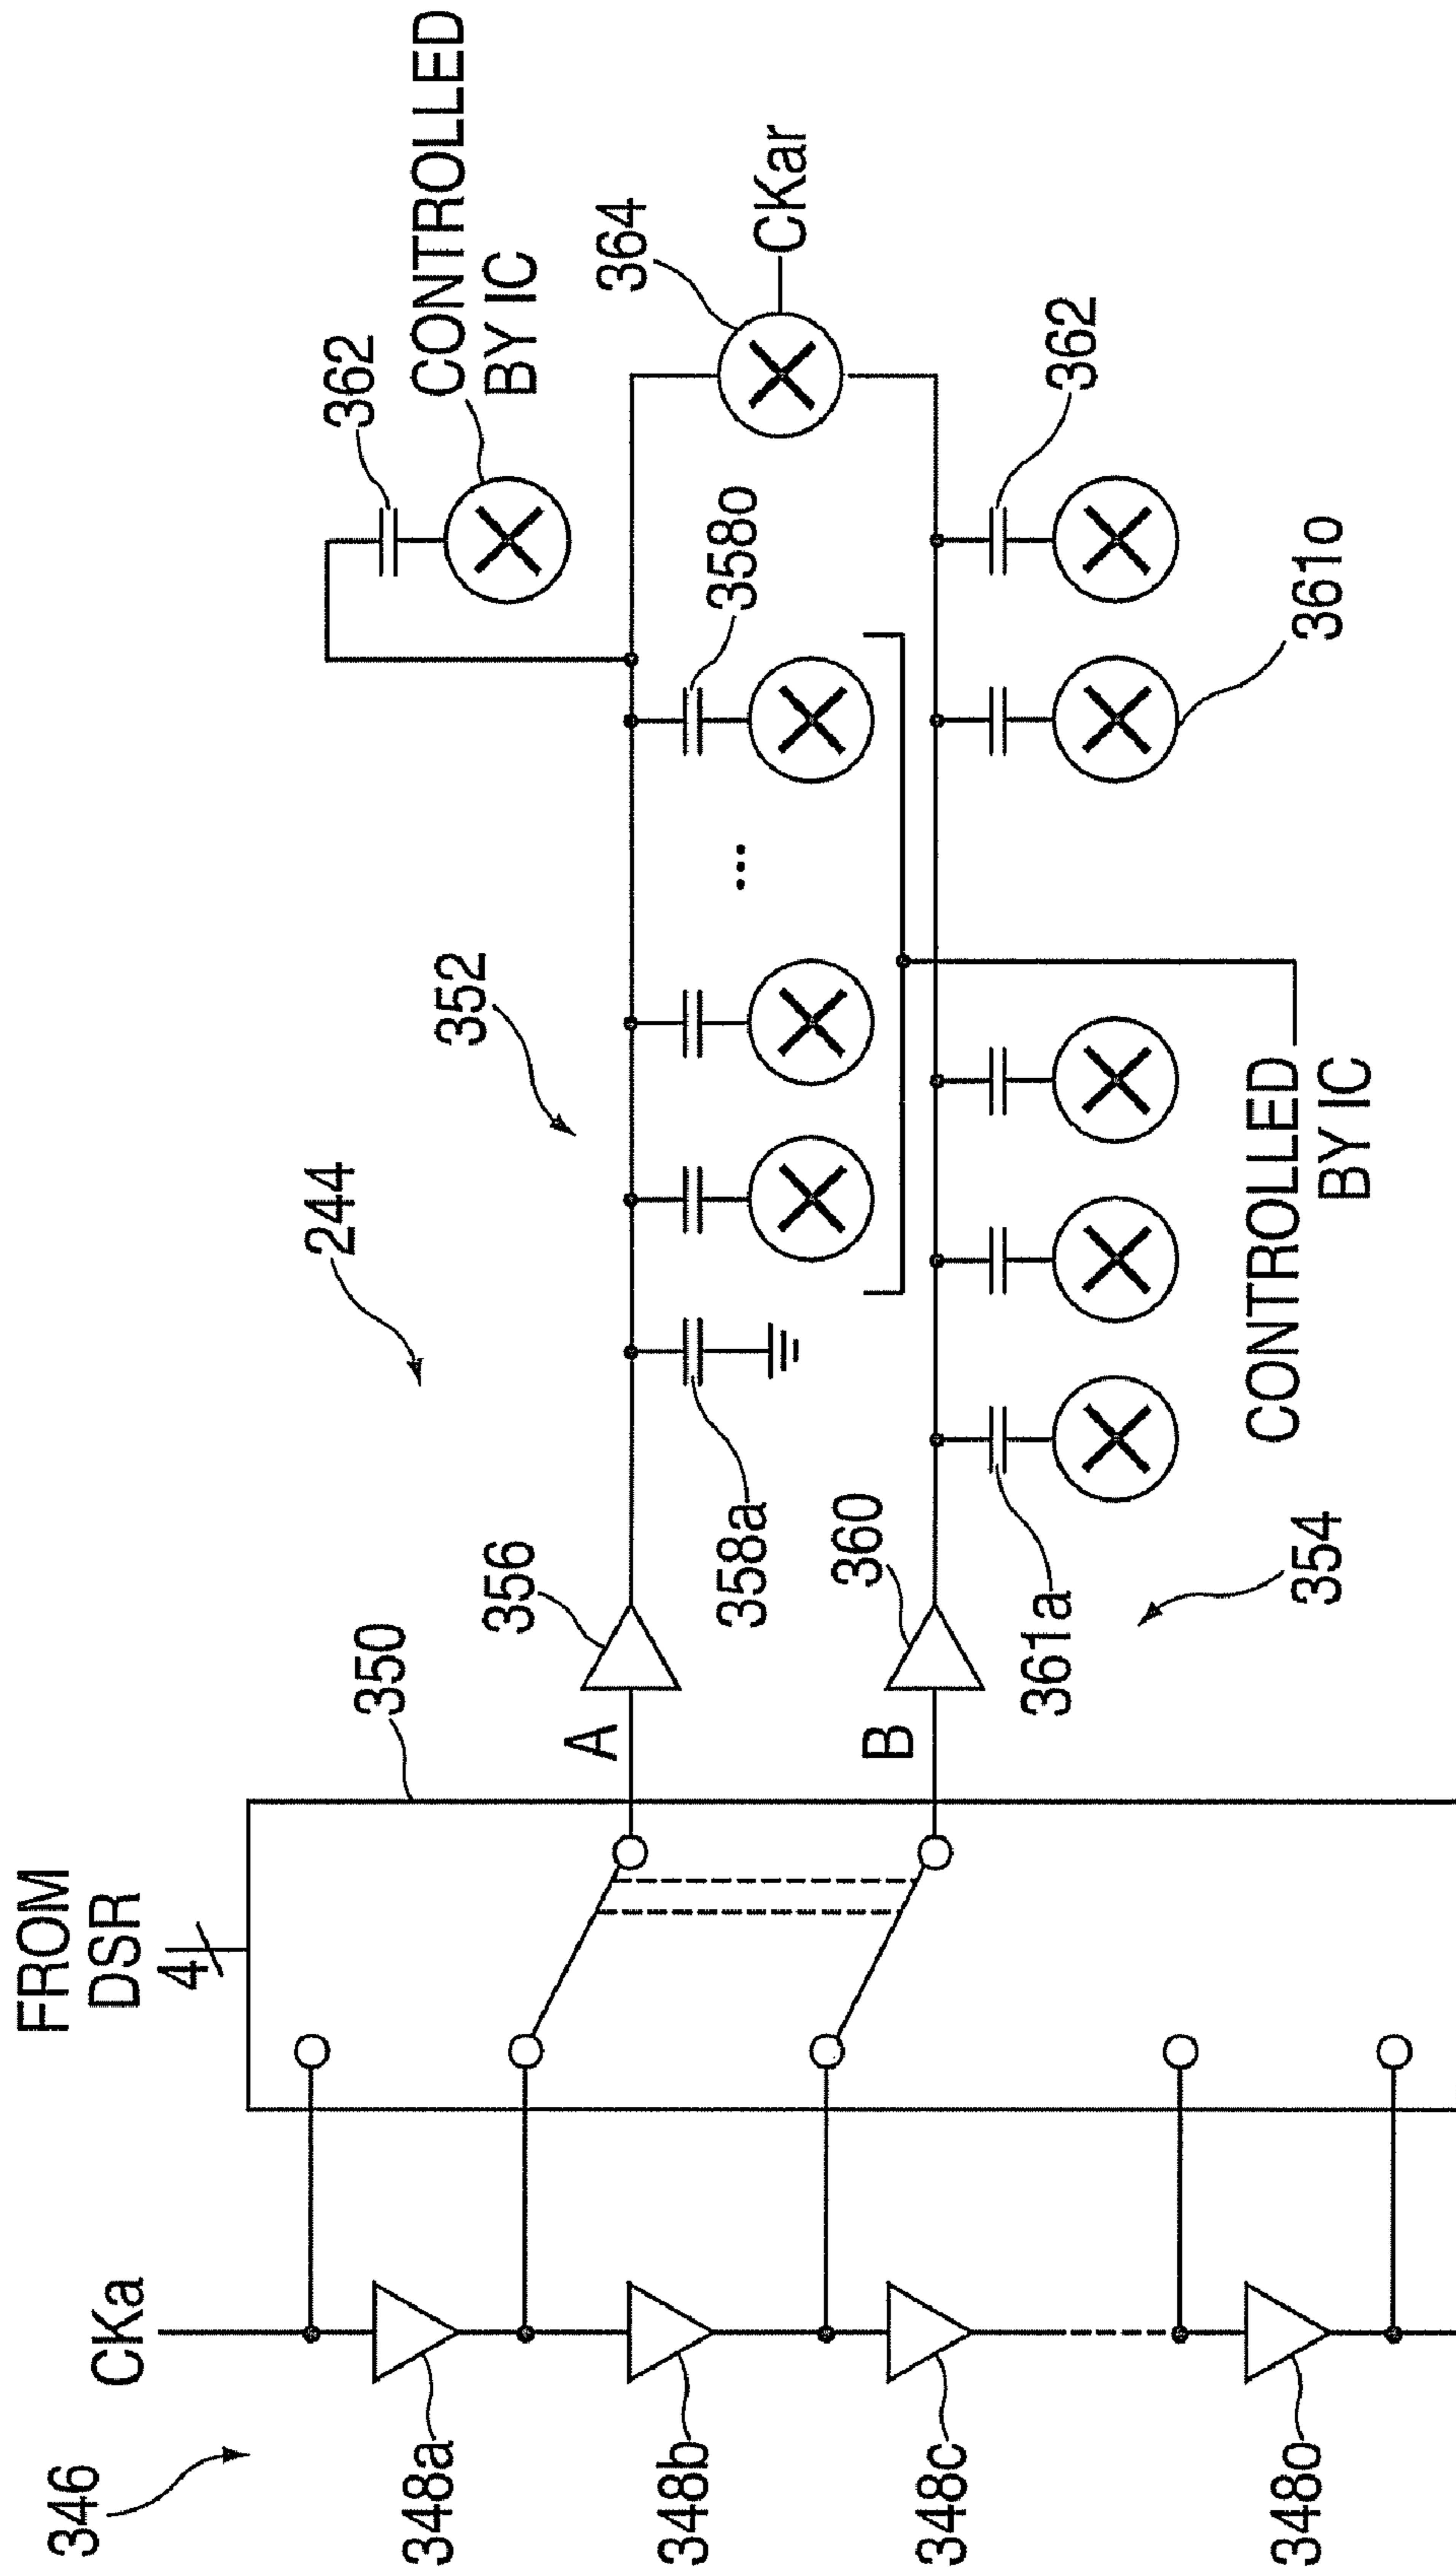 FROM
DSR
4
CKa
346
348a
348b
348c
348o
350
A
B
356
360
244
352
358a
358o
362
CONTROLLED
BY IC
364
CKar
362
361o
361a
354
CONTROLLED
BY IC
...